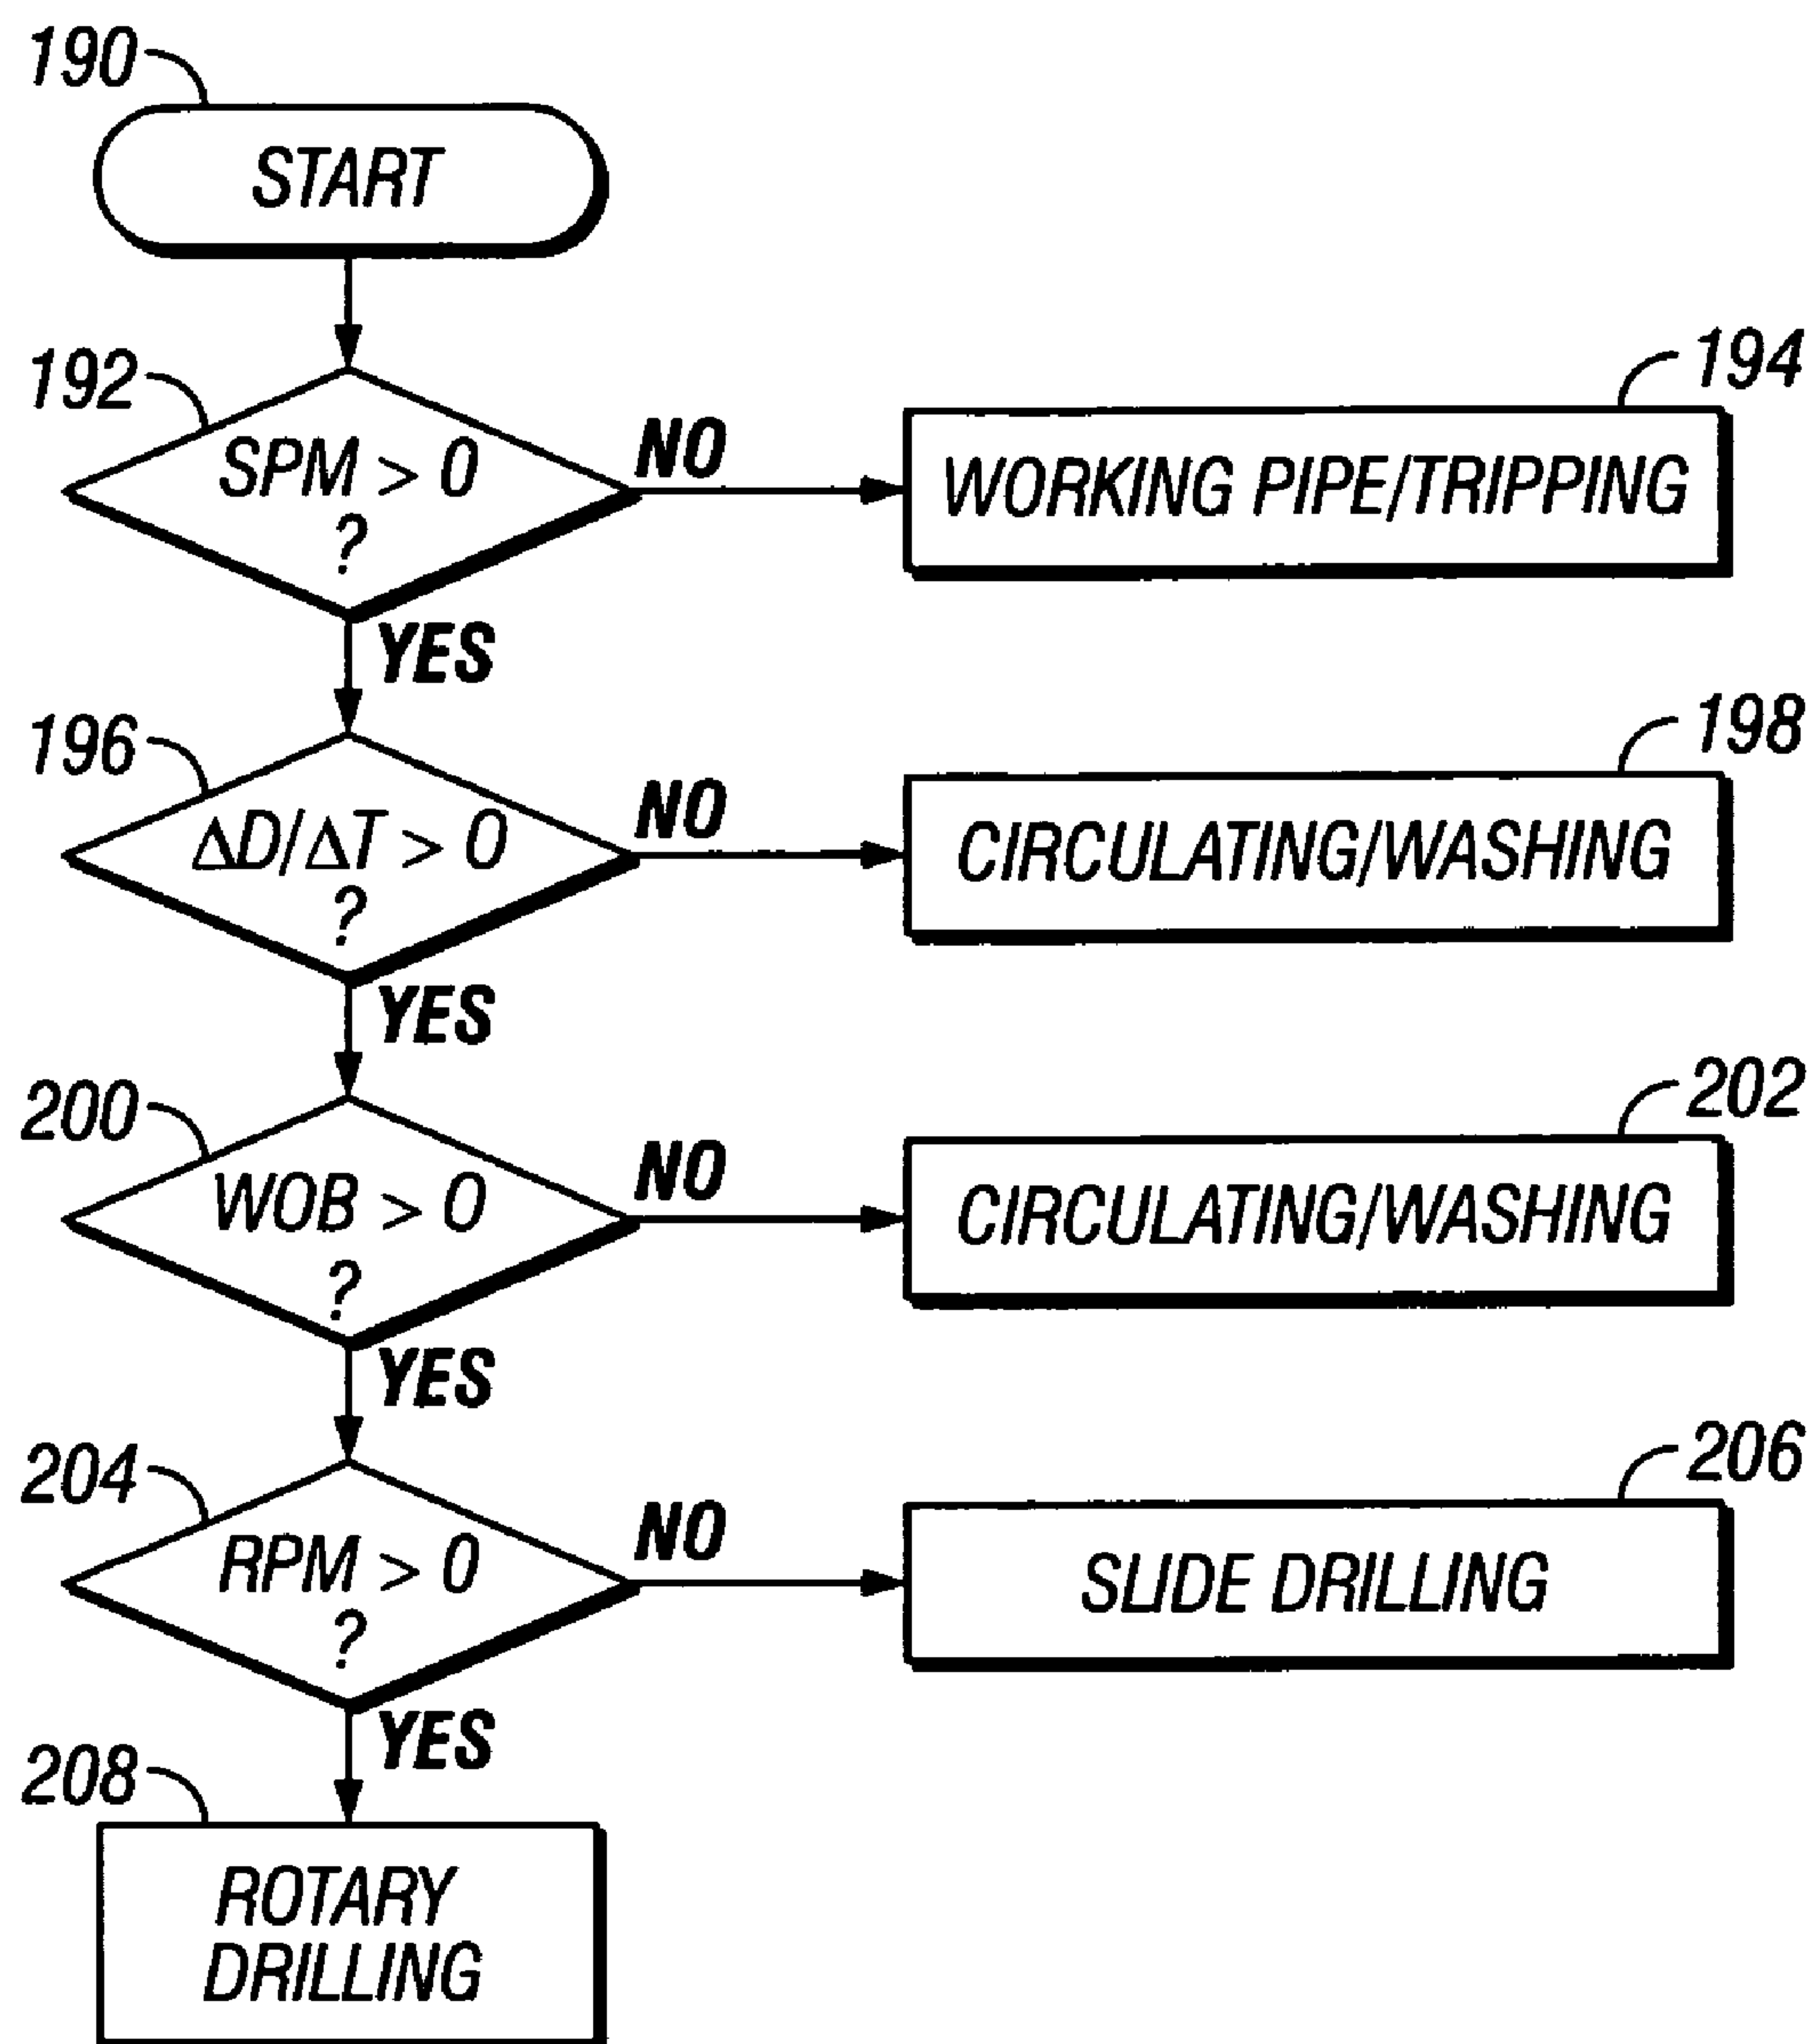 190
START
192
SPM > 0
?
NO
194
WORKING PIPE/TRIPPING
YES
196
ΔD/ΔT > 0
?
NO
198
CIRCULATING/WASHING
YES
200
WOB > 0
?
NO
202
CIRCULATING/WASHING
YES
204
RPM > 0
?
NO
206
SLIDE DRILLING
YES
208
ROTARY
DRILLING